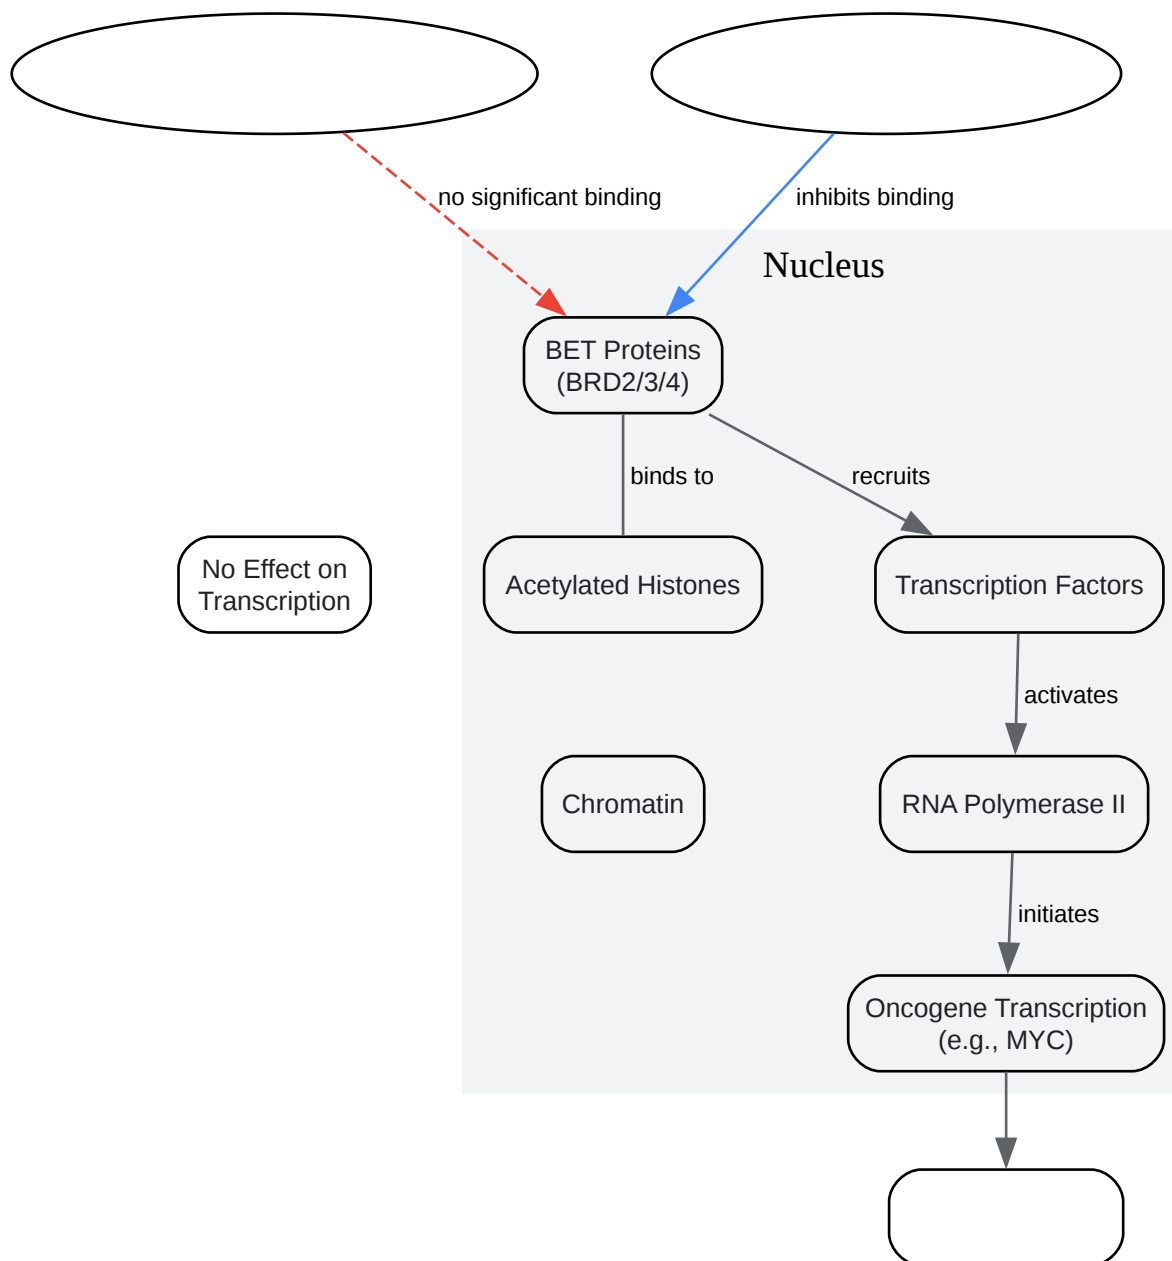 no significant binding
inhibits binding
Nucleus
BET Proteins
(BRD2/3/4)
binds to
recruits
No Effect on
Transcription
Acetylated Histones
Transcription Factors
activates
Chromatin
RNA Polymerase II
initiates
Oncogene Transcription
(e.g., MYC)